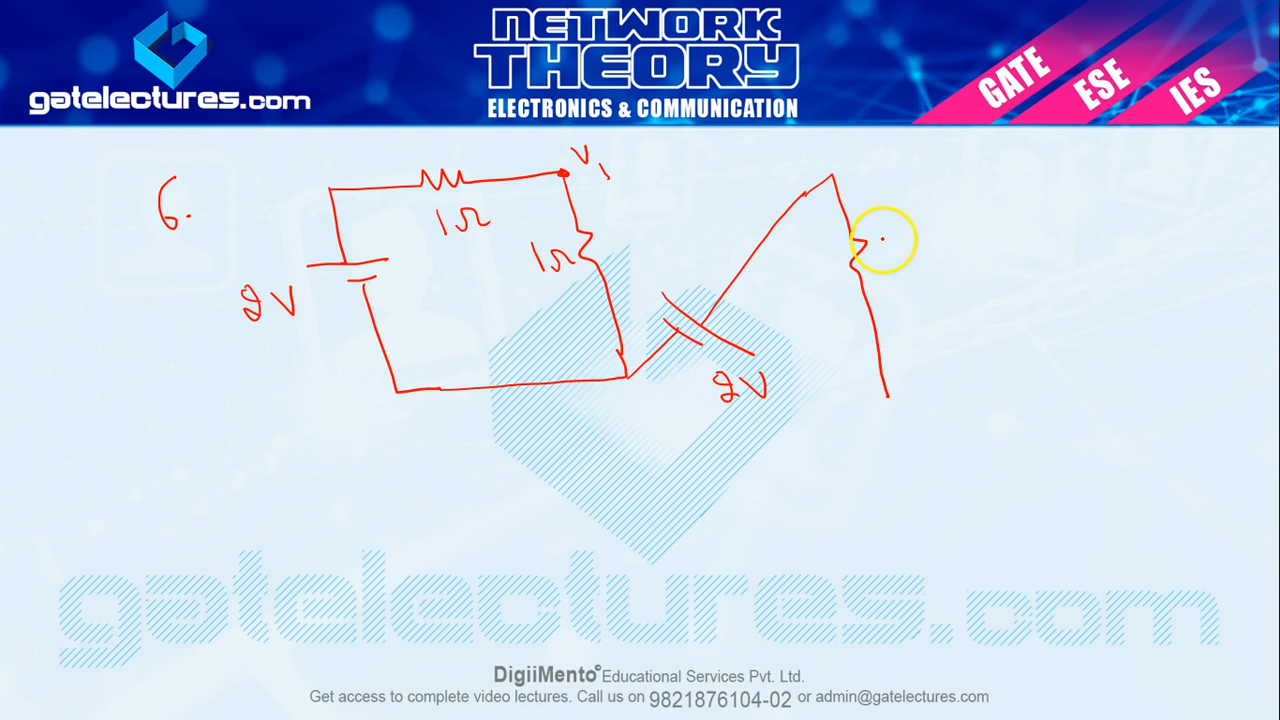 gatelectures.com
NETWORK
THEORY
ELECTRONICS & COMMUNICATION
GATE
ESE
IES
6.
V1
1Ω
1Ω
2V
2V
gatelectures.com
DigiiMento© Educational Services Pvt. Ltd.
Get access to complete video lectures. Call us on 9821876104-02 or admin@gatelectures.com